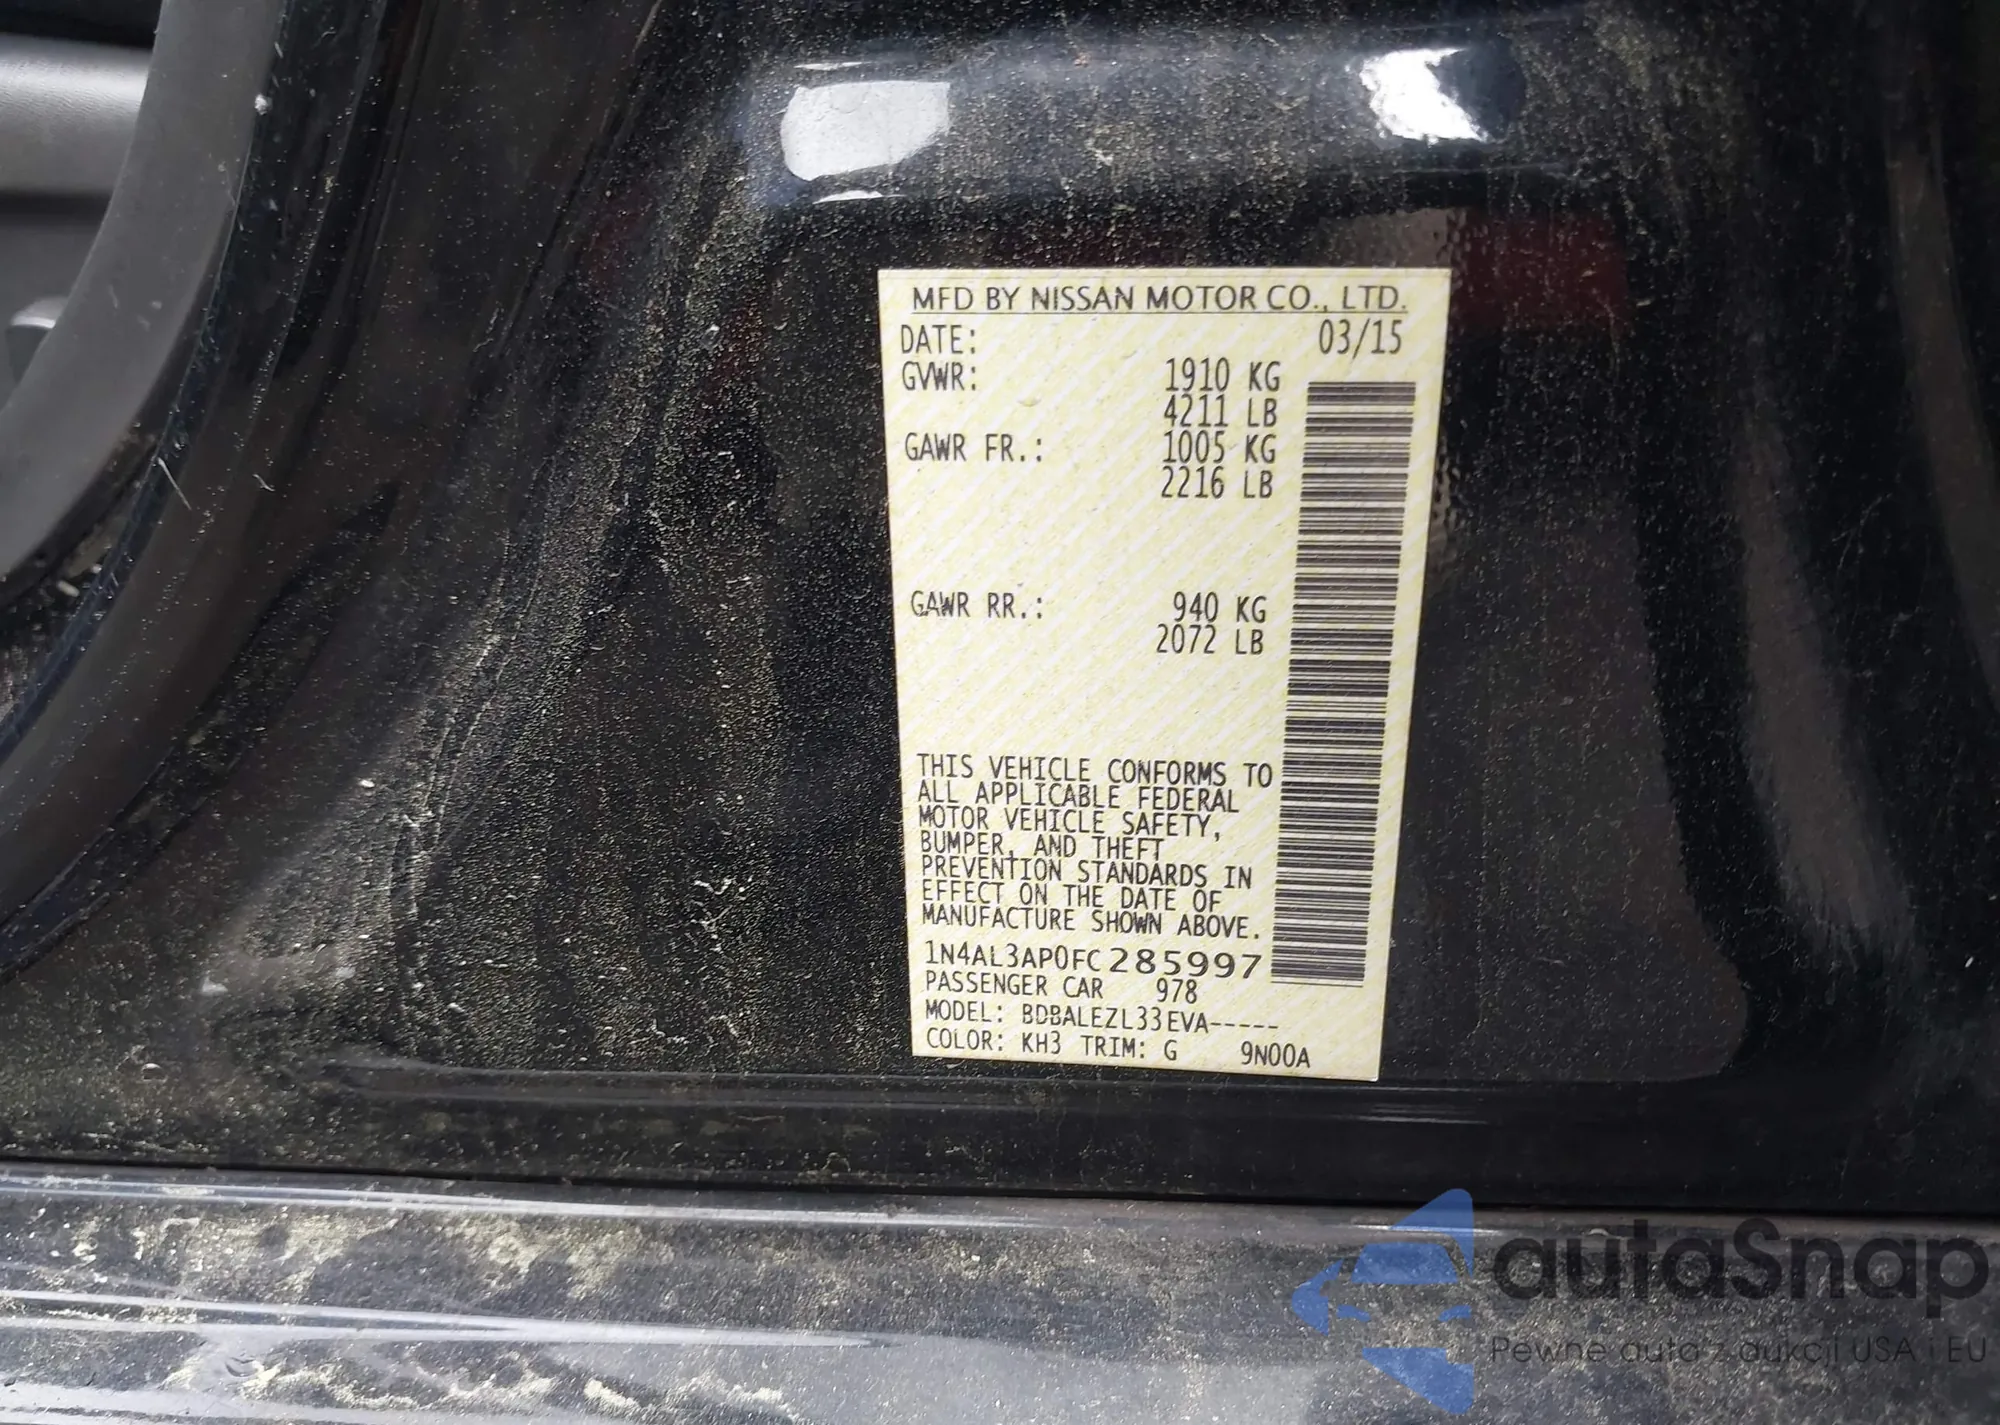 MFD BY NISSAN MOTOR CO., LTD.
DATE: 03/15
GVWR: 1910 KG
4211 LB
GAWR FR.: 1005 KG
2216 LB
GAWR RR.: 940 KG
2072 LB
THIS VEHICLE CONFORMS TO
ALL APPLICABLE FEDERAL
MOTOR VEHICLE SAFETY,
BUMPER, AND THEFT
PREVENTION STANDARDS IN
EFFECT ON THE DATE OF
MANUFACTURE SHOWN ABOVE.
1N4AL3AP0FC285997
PASSENGER CAR 978
MODEL: BDBALEZL33EVA-----
COLOR: KH3 TRIM: G 9N00A
autoSnap
Pewne auta z aukcji USA i EU